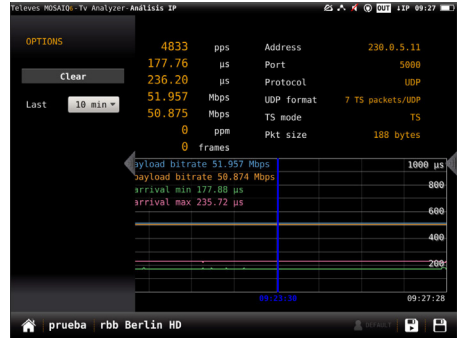 Televes MOSAIQ6-Tv Analyzer-Análisis IP OUT ↓IP 09:27
OPTIONS
Clear
Last 10 min
4833 pps Address 230.0.5.11
177.76 µs Port 5000
236.20 µs Protocol UDP
51.957 Mbps UDP format 7 TS packets/UDP
50.875 Mbps TS mode TS
0 ppm Pkt size 188 bytes
0 frames
ayload bitrate 51.957 Mbps 1000 µs
payload bitrate 50.874 Mbps
arrival min 177.88 µs 800
arrival max 235.72 µs 600
400
200
09:27:28
prueba rbb Berlin HD DEFAULT